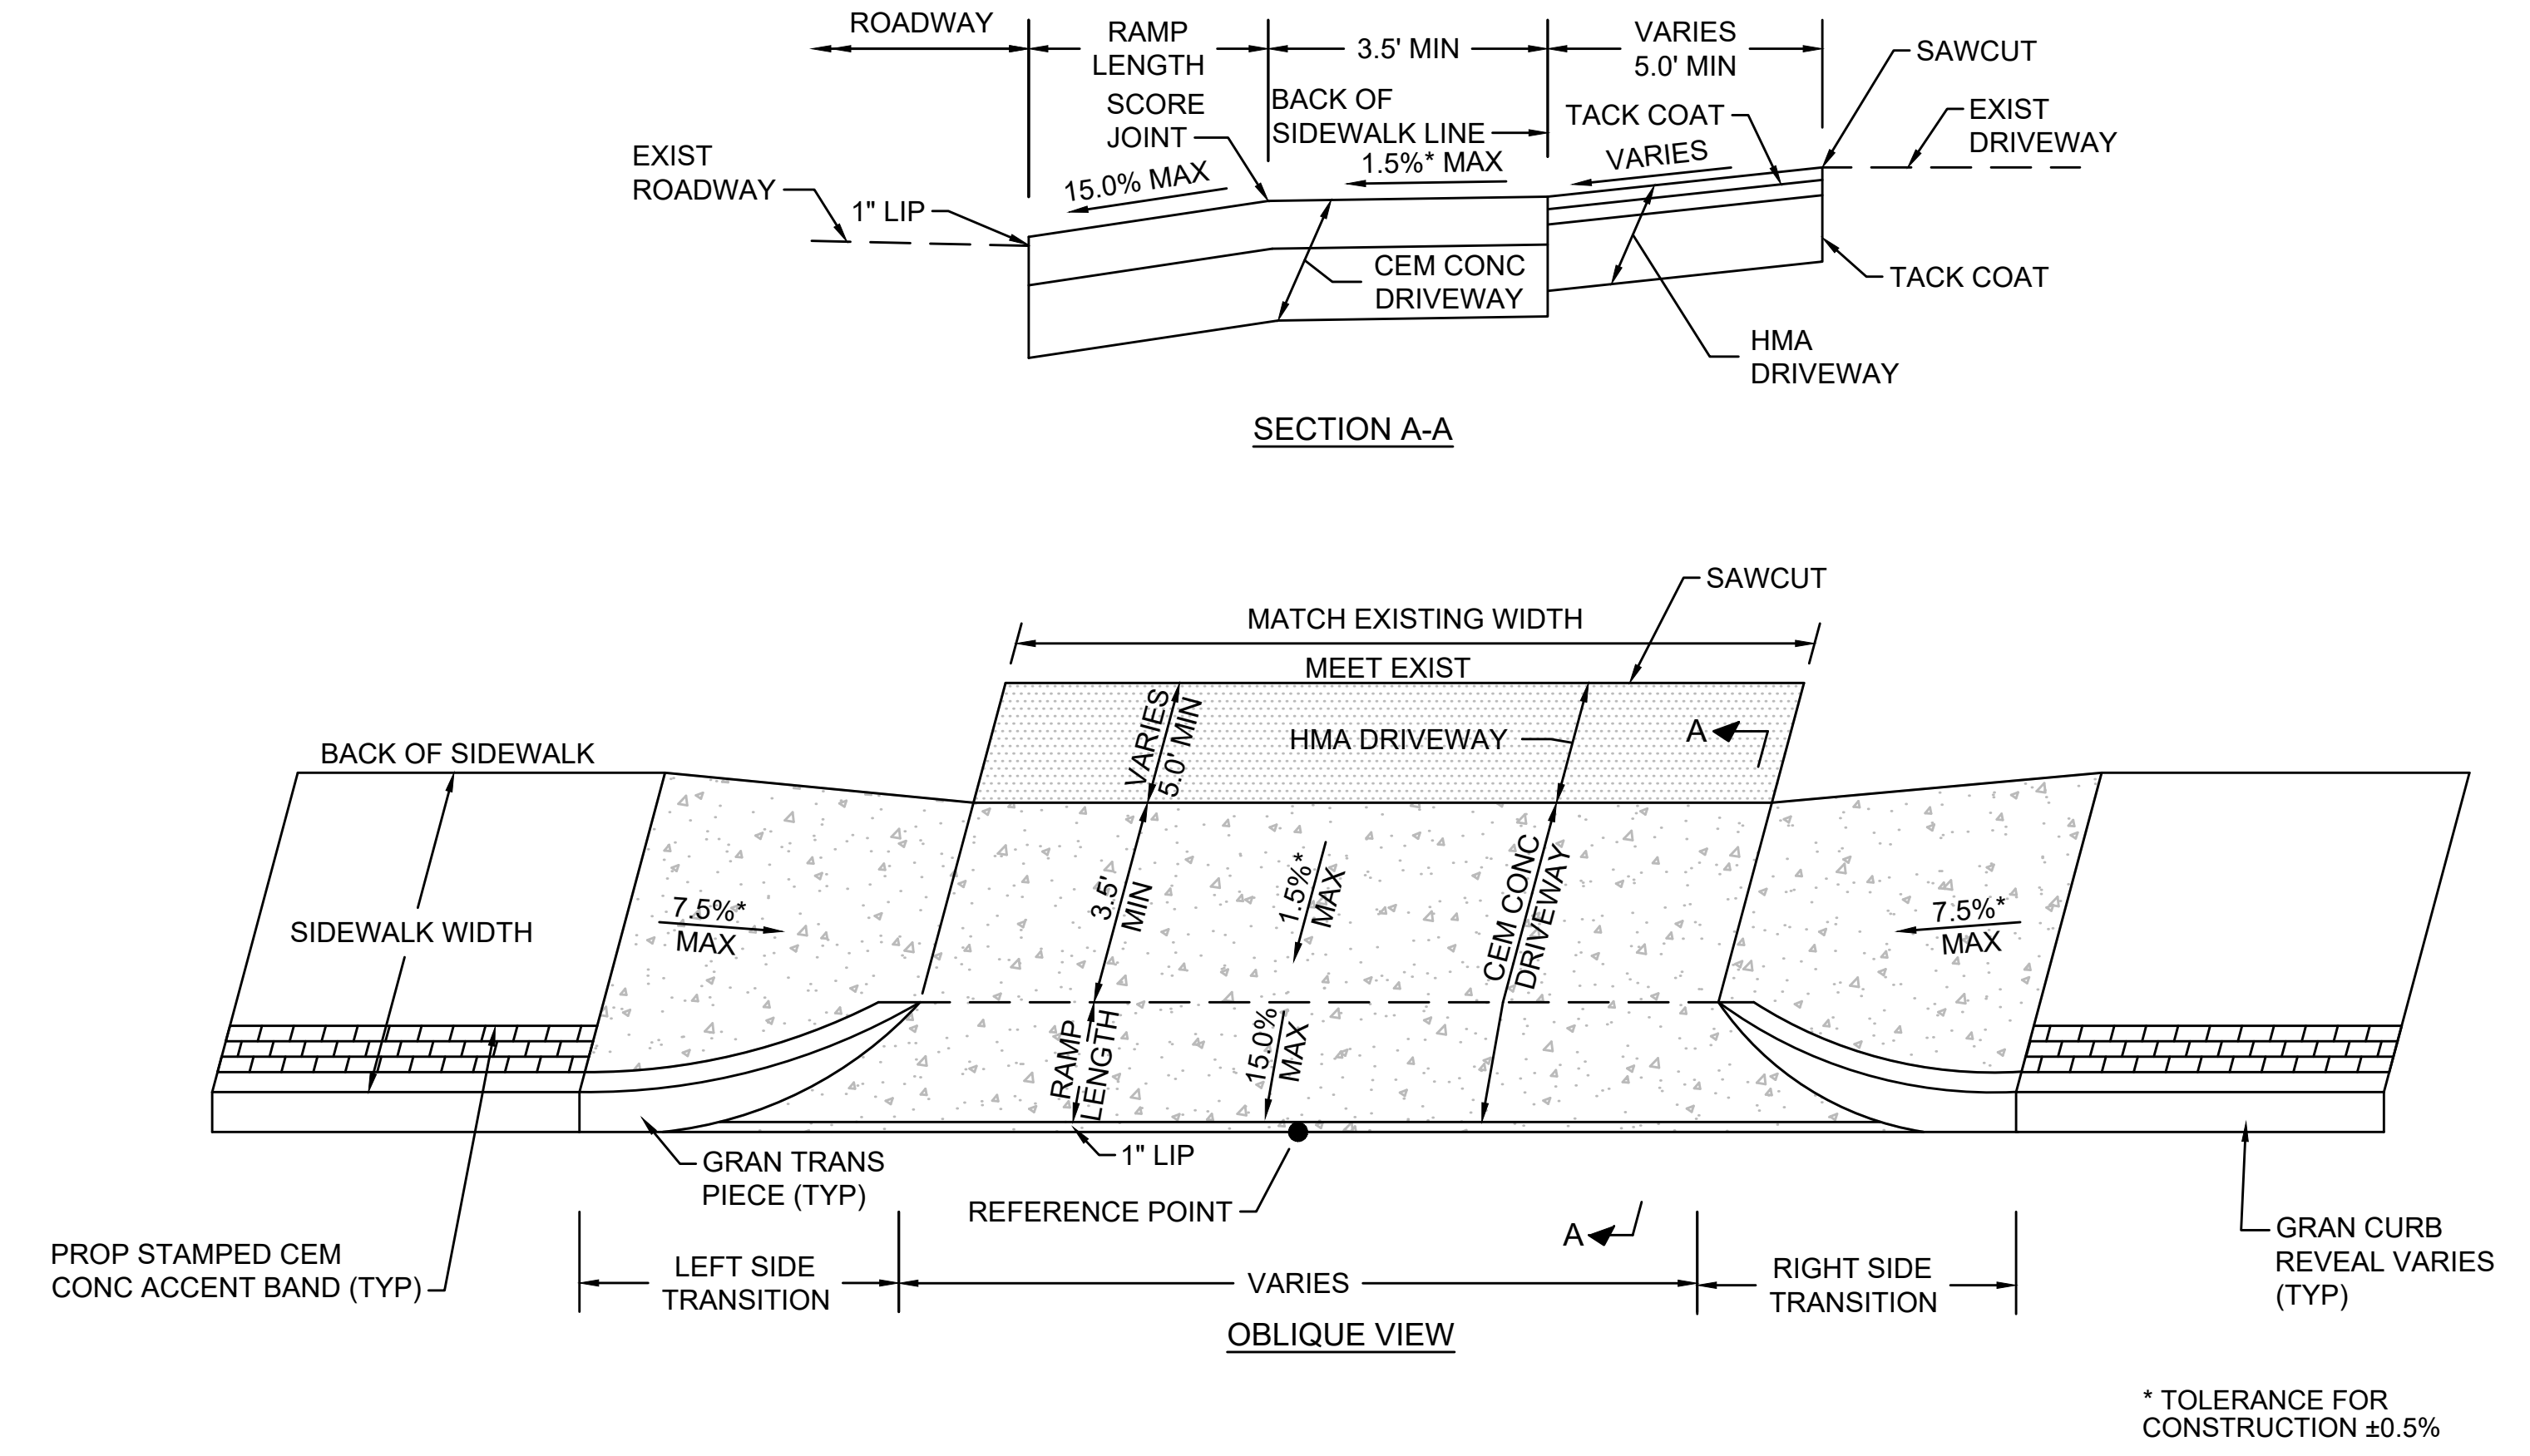 ROADWAY
RAMP
LENGTH
3.5' MIN
VARIES
5.0' MIN
SAWCUT
SCORE
JOINT
BACK OF
SIDEWALK LINE
TACK COAT
EXIST
DRIVEWAY
EXIST
ROADWAY
15.0% MAX
1.5%* MAX
VARIES
1" LIP
CEM CONC
DRIVEWAY
TACK COAT
HMA
DRIVEWAY
SECTION A-A
SAWCUT
MATCH EXISTING WIDTH
MEET EXIST
VARIES
5.0' MIN
HMA DRIVEWAY
A
BACK OF SIDEWALK
SIDEWALK WIDTH
7.5%*
MAX
3.5'
MIN
1.5%*
MAX
CEM CONC
DRIVEWAY
7.5%*
MAX
RAMP
LENGTH
15.0%
MAX
1" LIP
GRAN TRANS
PIECE (TYP)
REFERENCE POINT
A
PROP STAMPED CEM
CONC ACCENT BAND (TYP)
LEFT SIDE
TRANSITION
VARIES
RIGHT SIDE
TRANSITION
GRAN CURB
REVEAL VARIES
(TYP)
OBLIQUE VIEW
* TOLERANCE FOR
CONSTRUCTION ±0.5%